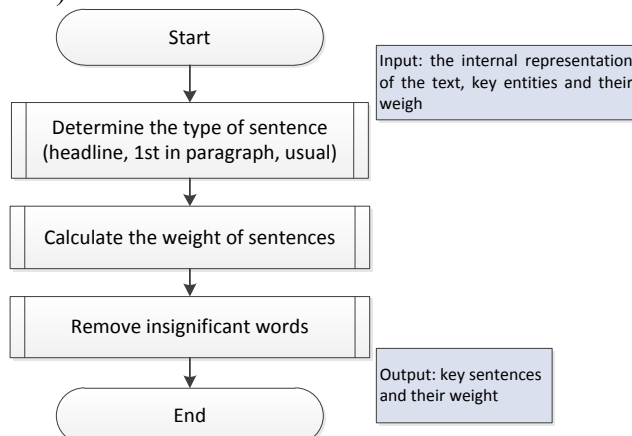 )
Start
Input: the internal representation
of the text, key entities and their
weigh
Determine the type of sentence
(headline, 1st in paragraph, usual)
Calculate the weight of sentences
Remove insignificant words
Output: key sentences
and their weight
End